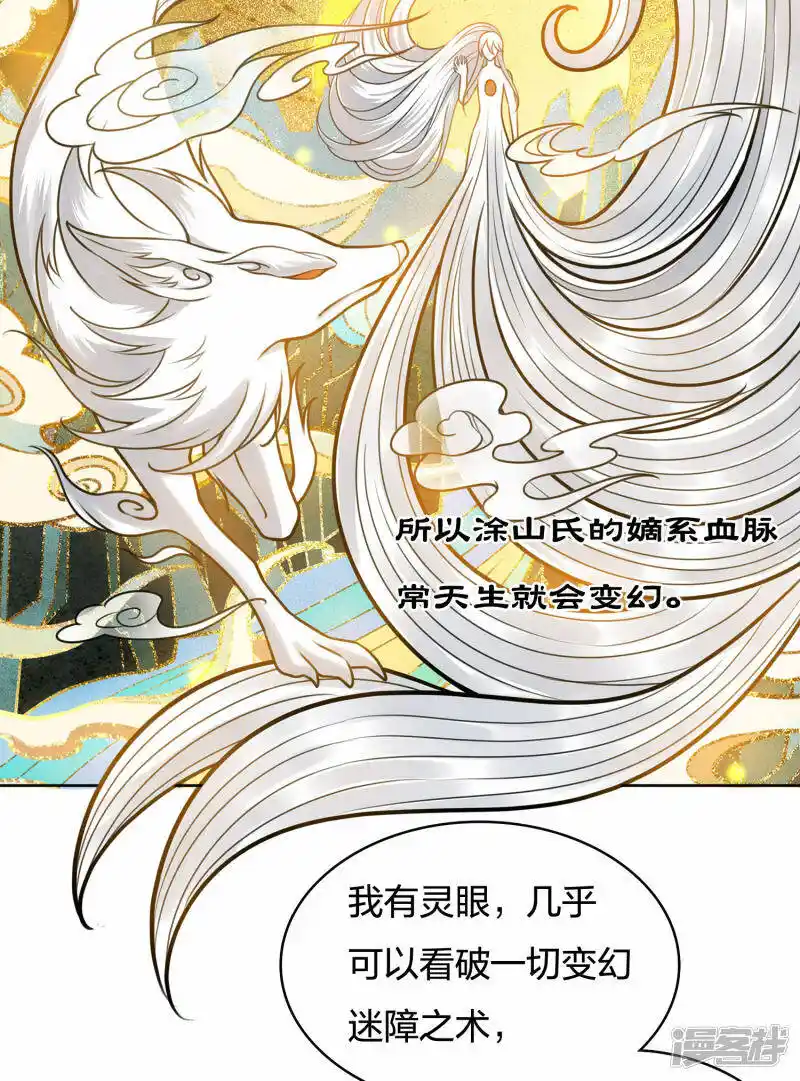 所以涂山氏的嫡系血脉
常天生就会变幻。
我有灵眼，几乎
可以看破一切变幻
迷障之术，
漫客栈